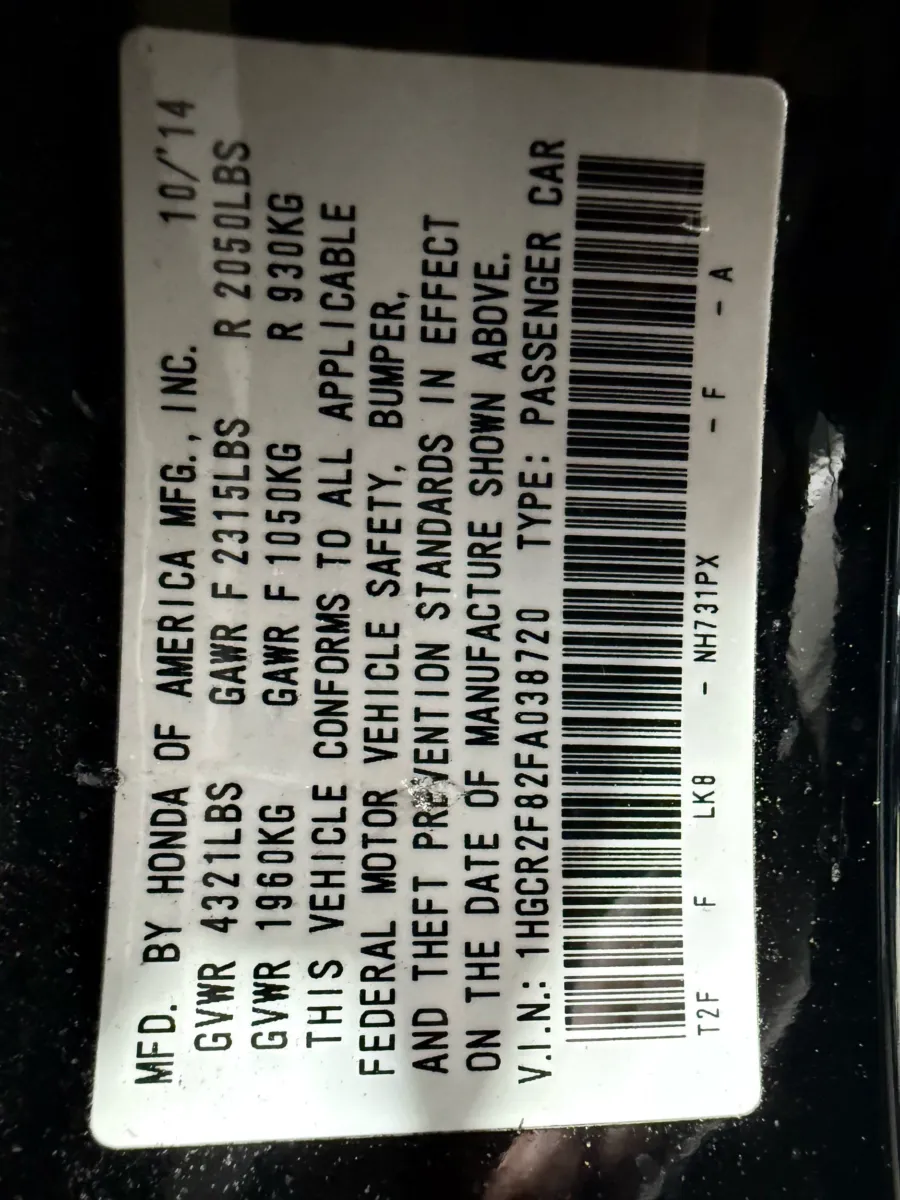 MFD. BY HONDA OF AMERICA MFG., INC. 10/'14
GVWR 4321LBS GAWR F 2315LBS R 2050LBS
GVWR 1960KG GAWR F 1050KG R 930KG
THIS VEHICLE CONFORMS TO ALL APPLICABLE
FEDERAL MOTOR VEHICLE SAFETY, BUMPER,
AND THEFT PREVENTION STANDARDS IN EFFECT
ON THE DATE OF MANUFACTURE SHOWN ABOVE.
V.I.N.: 1HGCR2F82FA038720 TYPE: PASSENGER CAR
T2F F LK8 - NH731PX - F - A